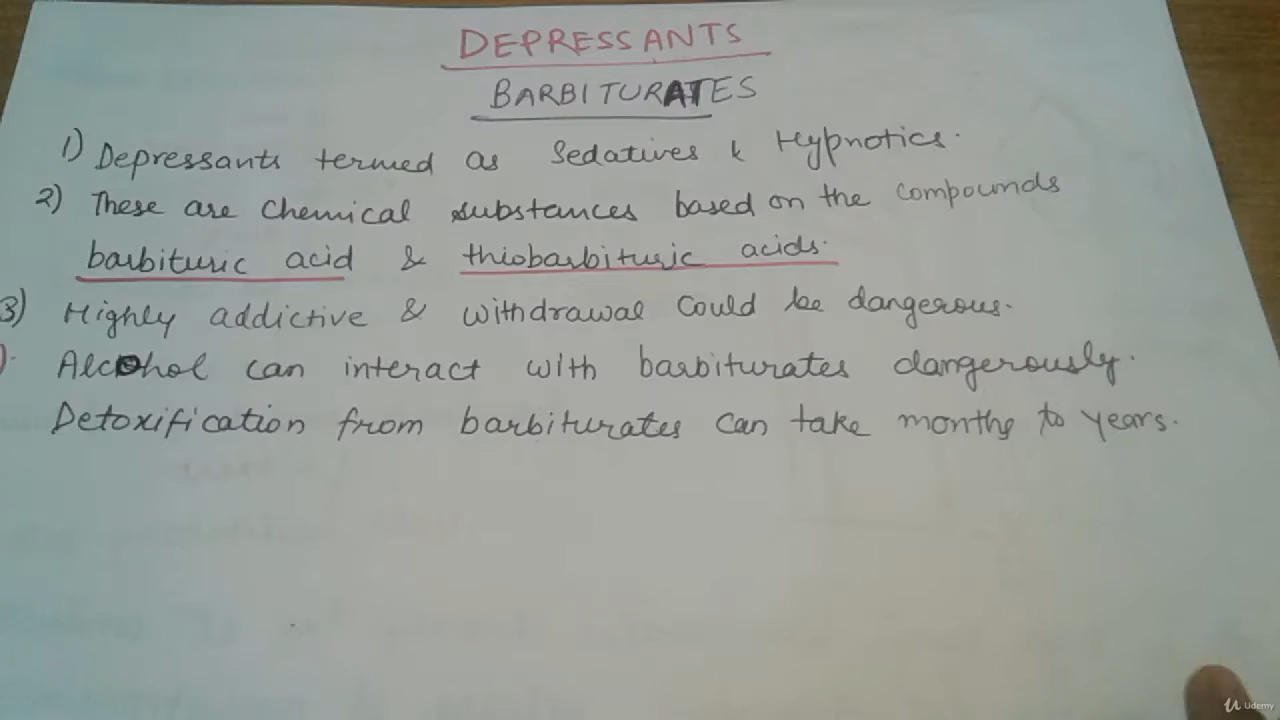 DEPRESSANTS
BARBITURATES
1) Depressants termed as Sedatives & Hypnotics.
2) These are chemical substances based on the compounds
barbituric acid & thiobarbituric acids.
3) Highly addictive & withdrawal could be dangerous.
). Alcohol can interact with barbiturates dangerously.
Detoxification from barbiturates can take months to years.
Udemy